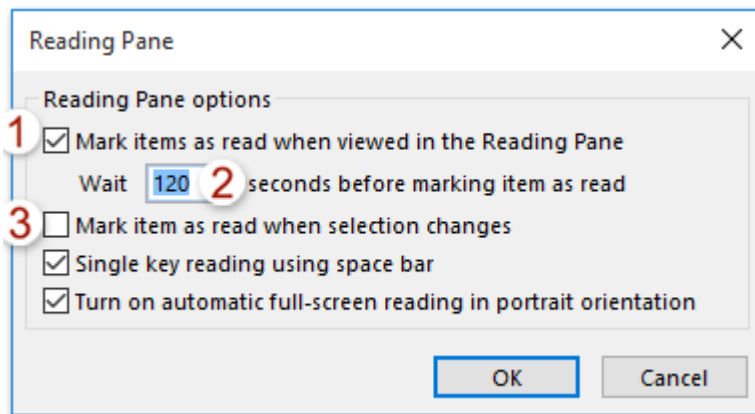 Reading Pane
Reading Pane options
1 Mark items as read when viewed in the Reading Pane
Wait 120 2 seconds before marking item as read
3 Mark item as read when selection changes
Single key reading using space bar
Turn on automatic full-screen reading in portrait orientation
OK Cancel